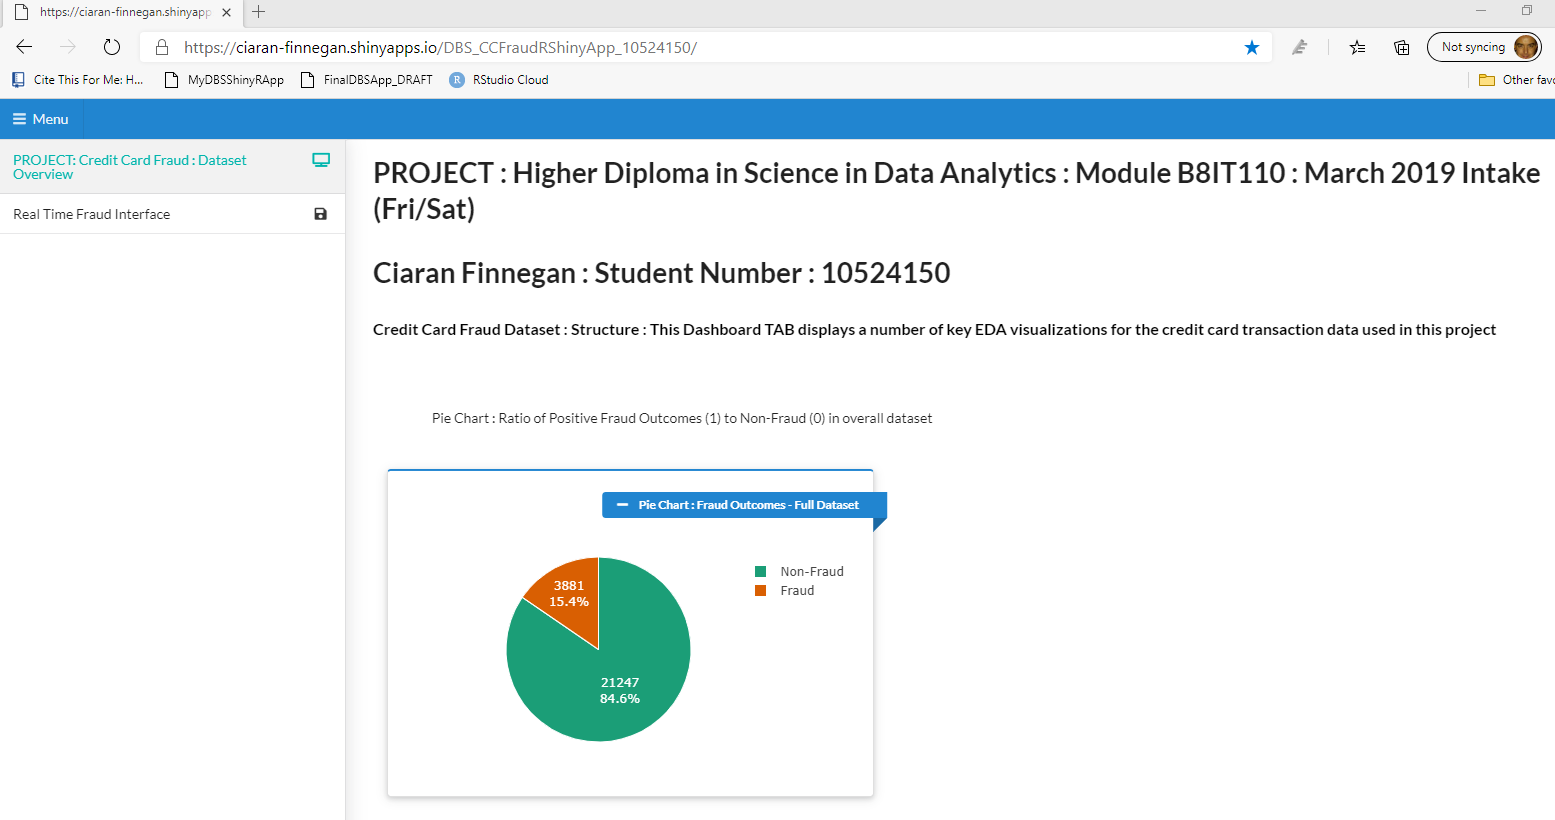 https://ciaran-finnegan.shinyapp
https://ciaran-finnegan.shinyapps.io/DBS_CCFraudRShinyApp_10524150/
Not syncing
Cite This For Me: H...
MyDBSShinyRApp
FinalDBSApp_DRAFT
R
RStudio Cloud
Other favo
Menu
PROJECT: Credit Card Fraud : Dataset
Overview
Real Time Fraud Interface
PROJECT : Higher Diploma in Science in Data Analytics : Module B8IT110 : March 2019 Intake
(Fri/Sat)
Ciaran Finnegan : Student Number : 10524150
Credit Card Fraud Dataset : Structure : This Dashboard TAB displays a number of key EDA visualizations for the credit card transaction data used in this project
Pie Chart : Ratio of Positive Fraud Outcomes (1) to Non-Fraud (0) in overall dataset
Pie Chart : Fraud Outcomes - Full Dataset
Non-Fraud
Fraud
3881
15.4%
21247
84.6%